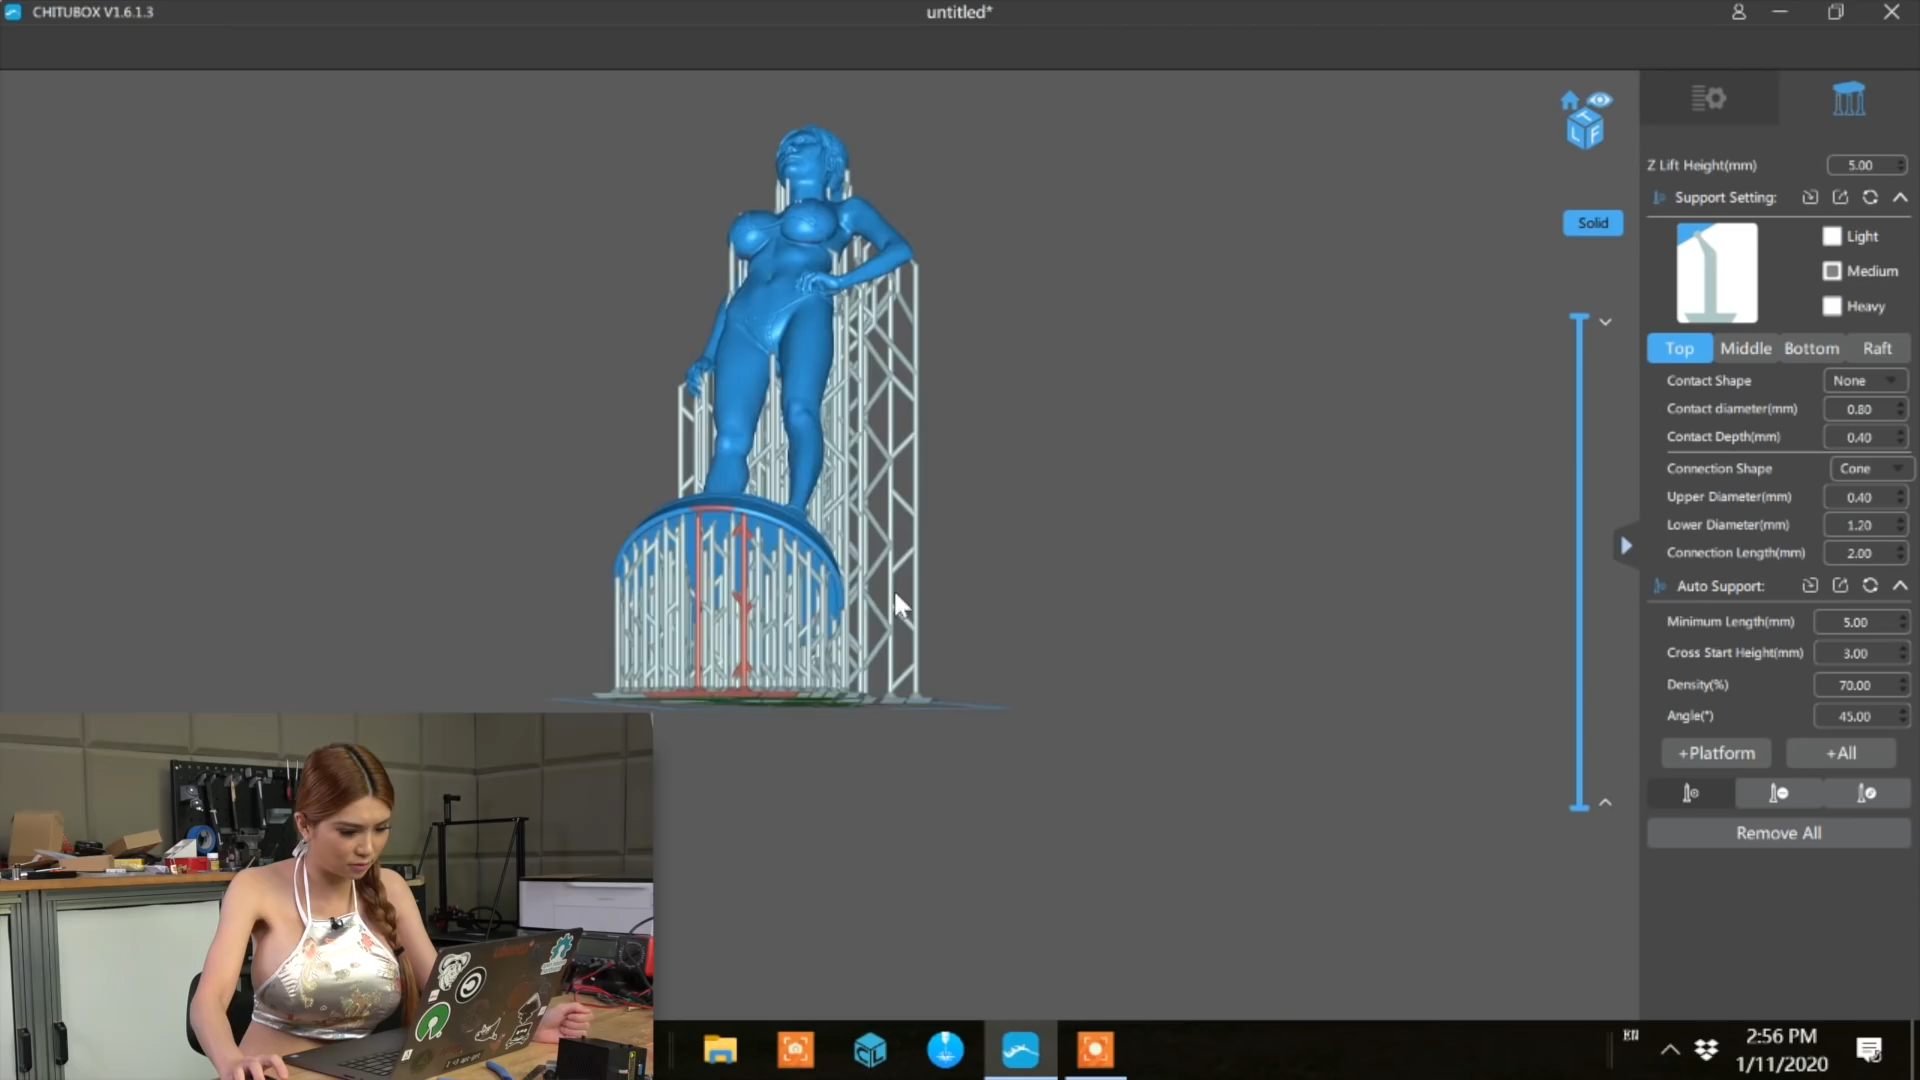 CHITUBOX V1.6.1.3
untitled*
T
L F
Solid
Z Lift Height(mm) 5.00
Support Setting:
Light
Medium
Heavy
Top Middle Bottom Raft
Contact Shape None
Contact diameter(mm) 0.80
Contact Depth(mm) 0.40
Connection Shape Cone
Upper Diameter(mm) 0.40
Lower Diameter(mm) 1.20
Connection Length(mm) 2.00
Auto Support:
Minimum Length(mm) 5.00
Cross Start Height(mm) 3.00
Density(%) 70.00
Angle(°) 45.00
+Platform +All
Remove All
CL
EN
2:56 PM
1/11/2020